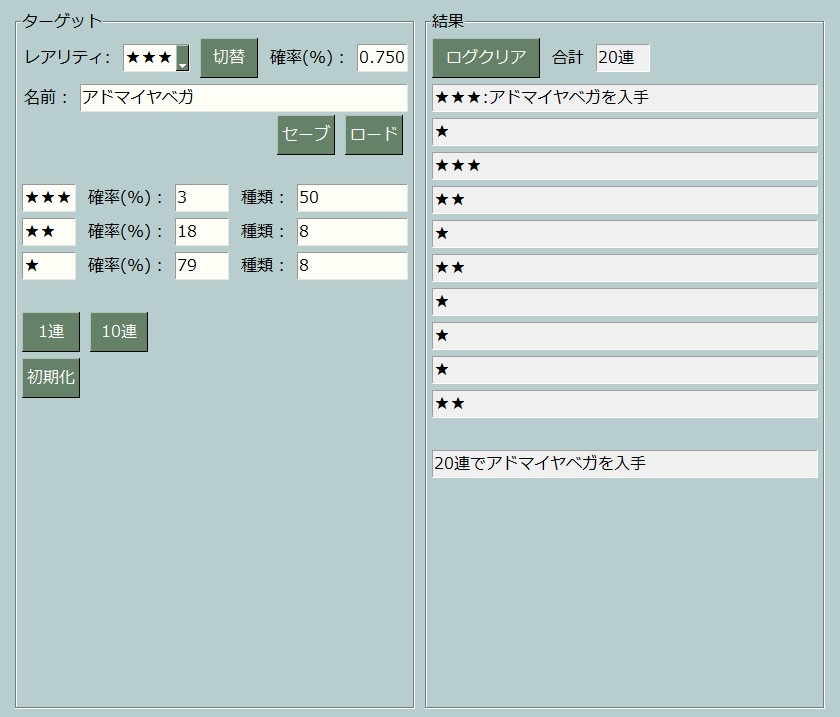 ターゲット
レアリティ: ★★★ 切替 確率(%) : 0.750
名前 : アドマイヤベガ
セーブ ロード
★★★ 確率(%) : 3 種類 : 50
★★ 確率(%) : 18 種類 : 8
★ 確率(%) : 79 種類 : 8
1連 10連
初期化
結果
ログクリア 合計 20連
★★★:アドマイヤベガを入手
★
★★★
★★
★
★★
★
★
★
★★
20連でアドマイヤベガを入手